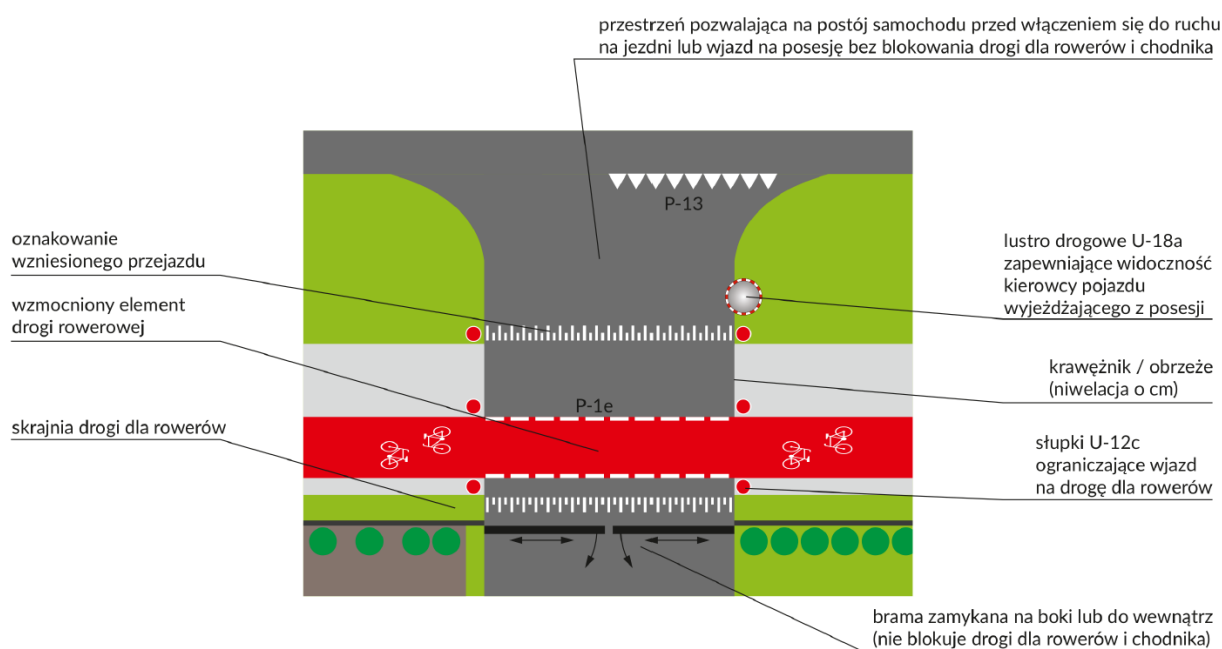 przestrzeń pozwalająca na postój samochodu przed włączeniem się do ruchu
na jezdni lub wjazd na posesję bez blokowania drogi dla rowerów i chodnika
P-13
oznakowanie
wzniesionego przejazdu
wzmocniony element
drogi rowerowej
skrajnia drogi dla rowerów
P-1e
lustro drogowe U-18a
zapewniające widoczność
kierowcy pojazdu
wyjeżdżającego z posesji
krawężnik / obrzeże
(niwelacja o cm)
słupki U-12c
ograniczające wjazd
na drogę dla rowerów
brama zamykana na boki lub do wewnątrz
(nie blokuje drogi dla rowerów i chodnika)